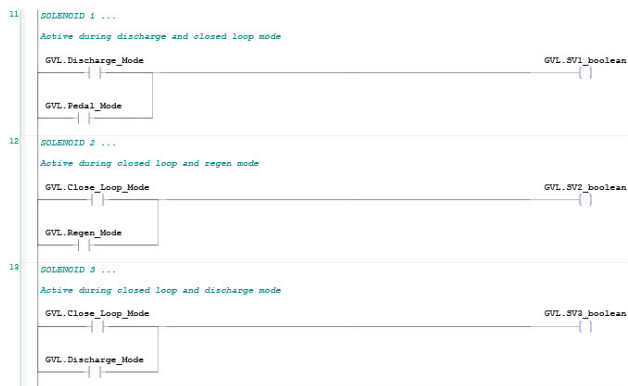 11 SOLENOID 1 ...
Active during discharge and closed loop mode
GVL.Discharge_Mode GVL.SV1_boolean
GVL.Pedal_Mode
12 SOLENOID 2 ...
Active during closed loop and regen mode
GVL.Close_Loop_Mode GVL.SV2_boolean
GVL.Regen_Mode
13 SOLENOID 3 ...
Active during closed loop and discharge mode
GVL.Close_Loop_Mode GVL.SV3_boolean
GVL.Discharge_Mode